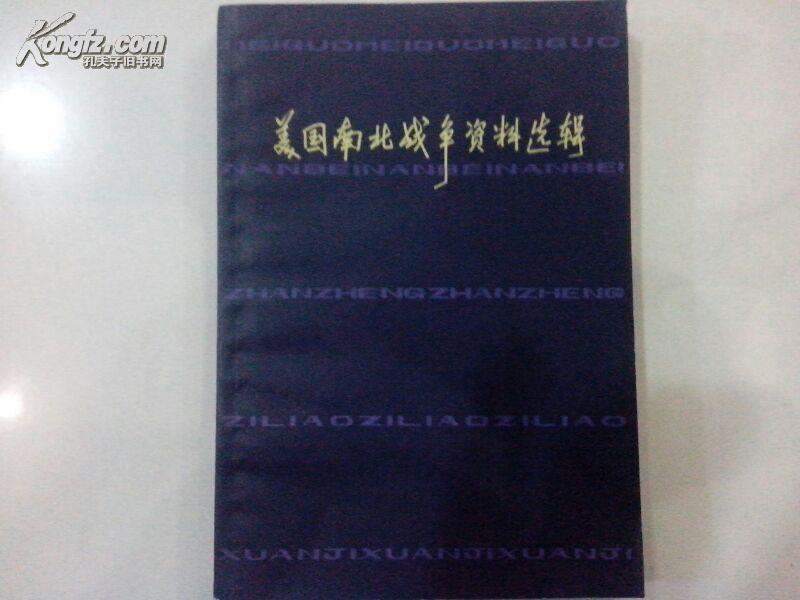 Kongfz.com
孔夫子旧书网
MEIGUOMEIGUOMEIGUO
美国南北战争资料选辑
NANBEINANBEINANBEI
ZHANZHENGZHANZHENG
ZILIAOZILIAOZILIAO
XUANJIXUANJIXUANJI